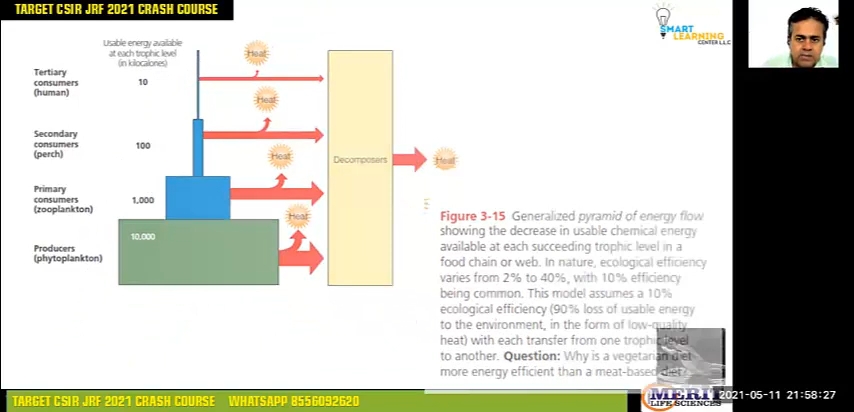 TARGET CSIR JRF 2021 CRASH COURSE
SMART
LEARNING
CENTER L.L.C
Usable energy available
at each trophic level
(in kilocalories)
Heat
Tertiary
consumers
(human)
10
Heat
Secondary
consumers
(perch)
100
Decomposers
Heat
Heat
Primary
consumers
(zooplankton)
1,000
Heat
10,000
Producers
(phytoplankton)
Figure 3-15 Generalized pyramid of energy flow
showing the decrease in usable chemical energy
available at each succeeding trophic level in a
food chain or web. In nature, ecological efficiency
varies from 2% to 40%, with 10% efficiency
being common. This model assumes a 10%
ecological efficiency (90% loss of usable energy
to the environment, in the form of low-quality
heat) with each transfer from one trophic level
to another. Question: Why is a vegetarian diet
more energy efficient than a meat-based diet?
MERIT
LIFE SCIENCES
2021-05-11 21:58:27
TARGET CSIR JRF 2021 CRASH COURSE WHATSAPP 8556092620